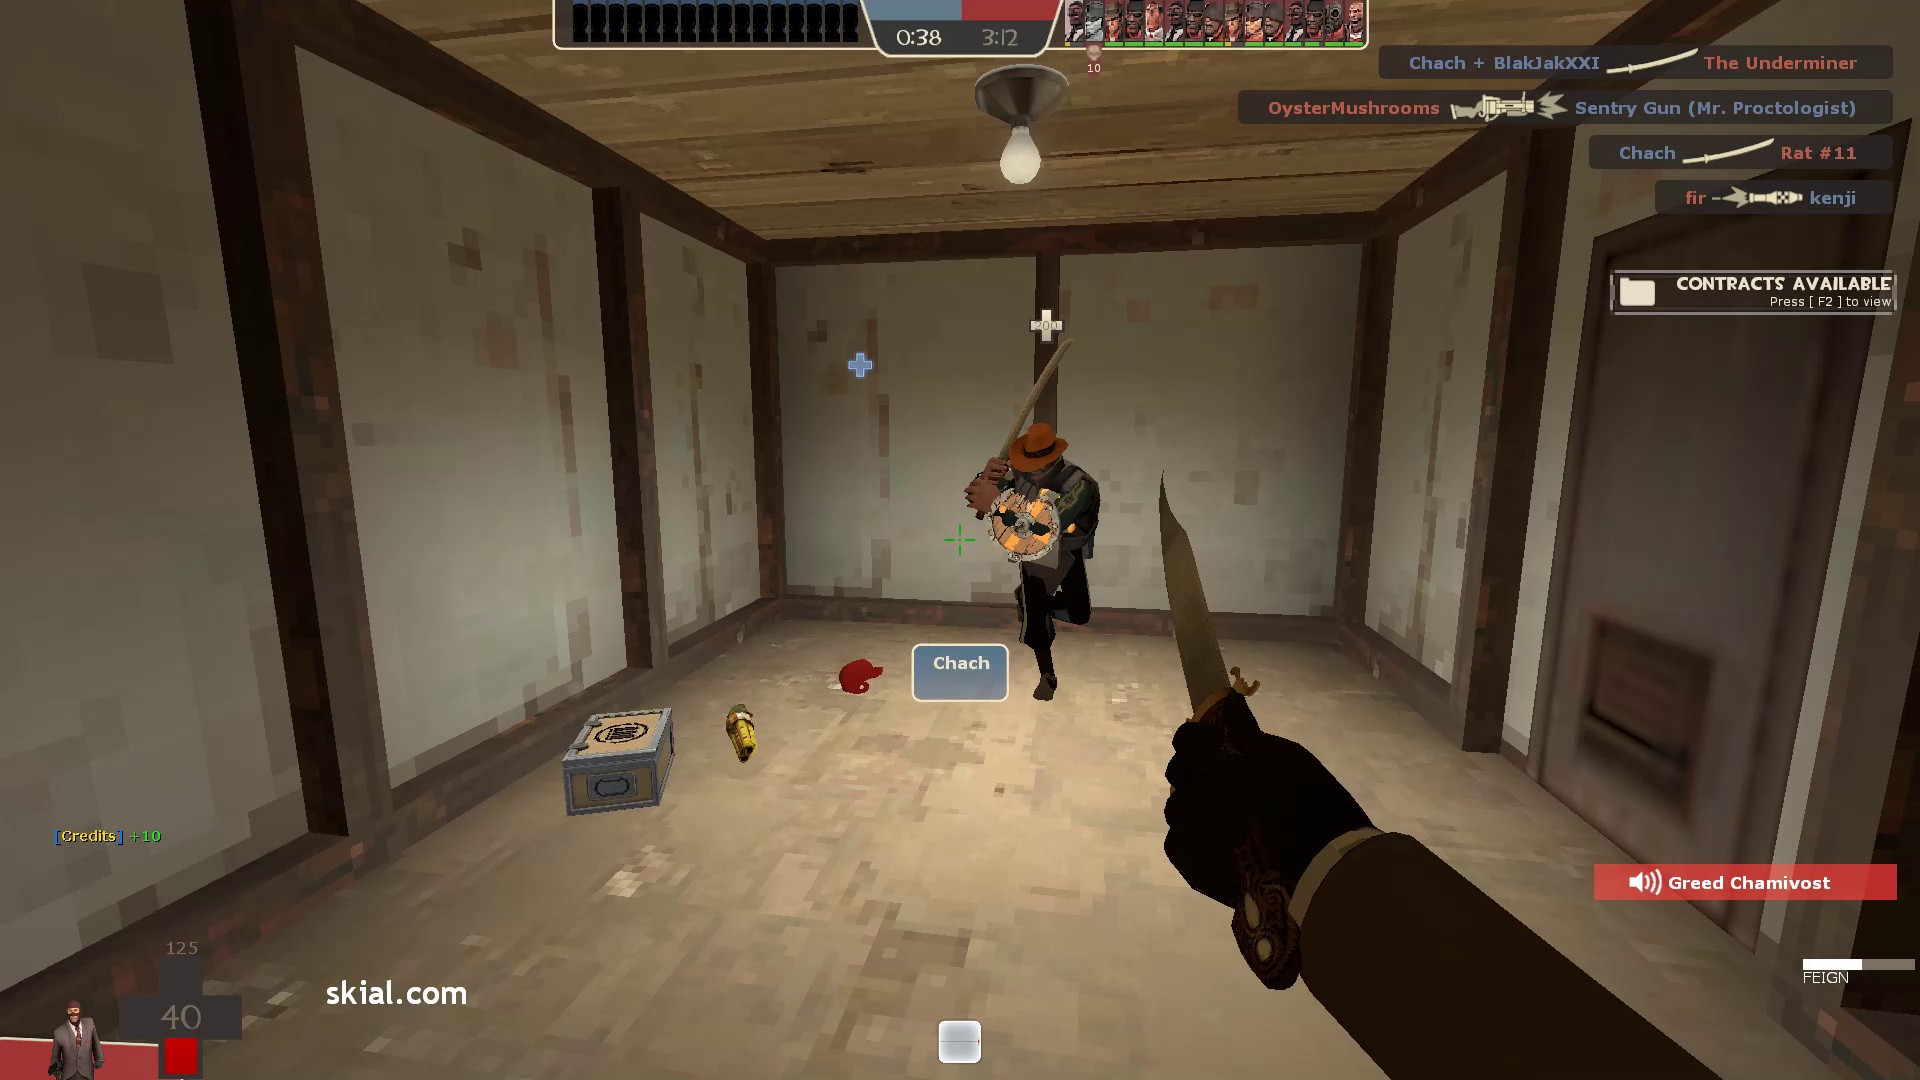 0:38 3:12
10
Chach + BlakJakXXI The Underminer
OysterMushrooms Sentry Gun (Mr. Proctologist)
Chach Rat #11
fir kenji
CONTRACTS AVAILABLE
Press [ F2 ] to view
200
Chach
[Credits] +10
Greed Chamivost
125
40
skial.com
FEIGN